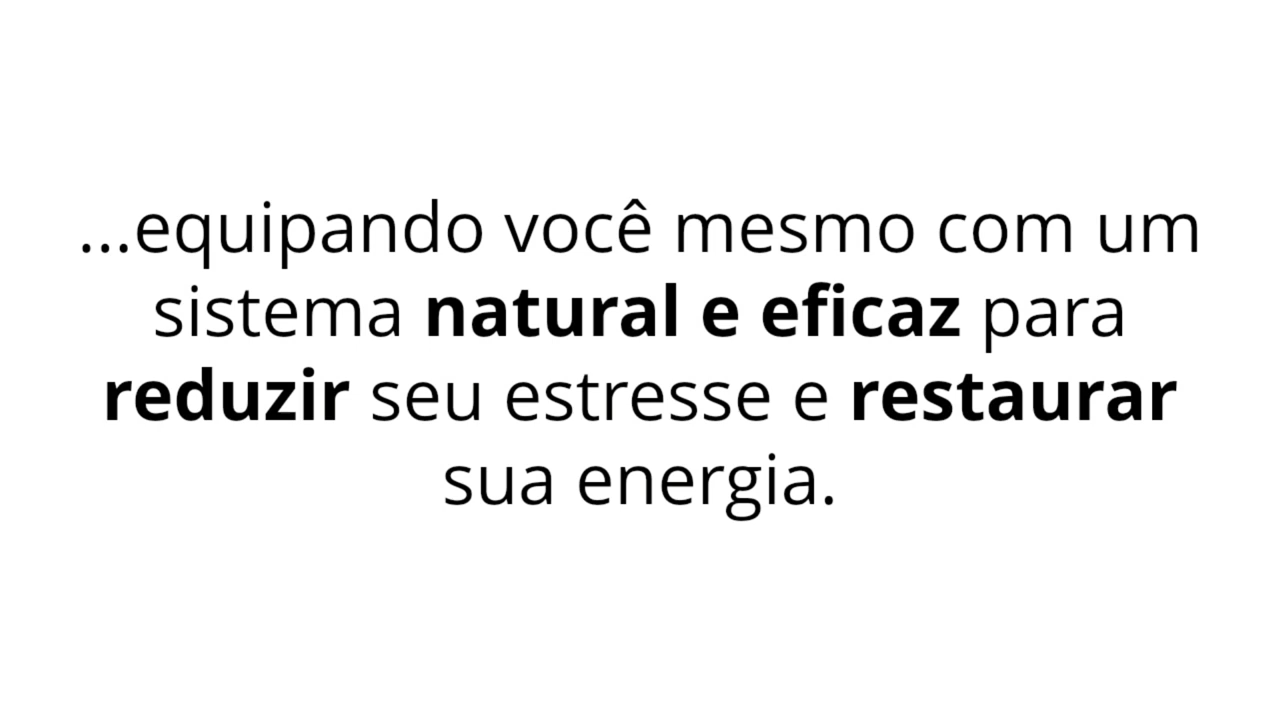 ...equipando você mesmo com um
sistema natural e eficaz para
reduzir seu estresse e restaurar
sua energia.